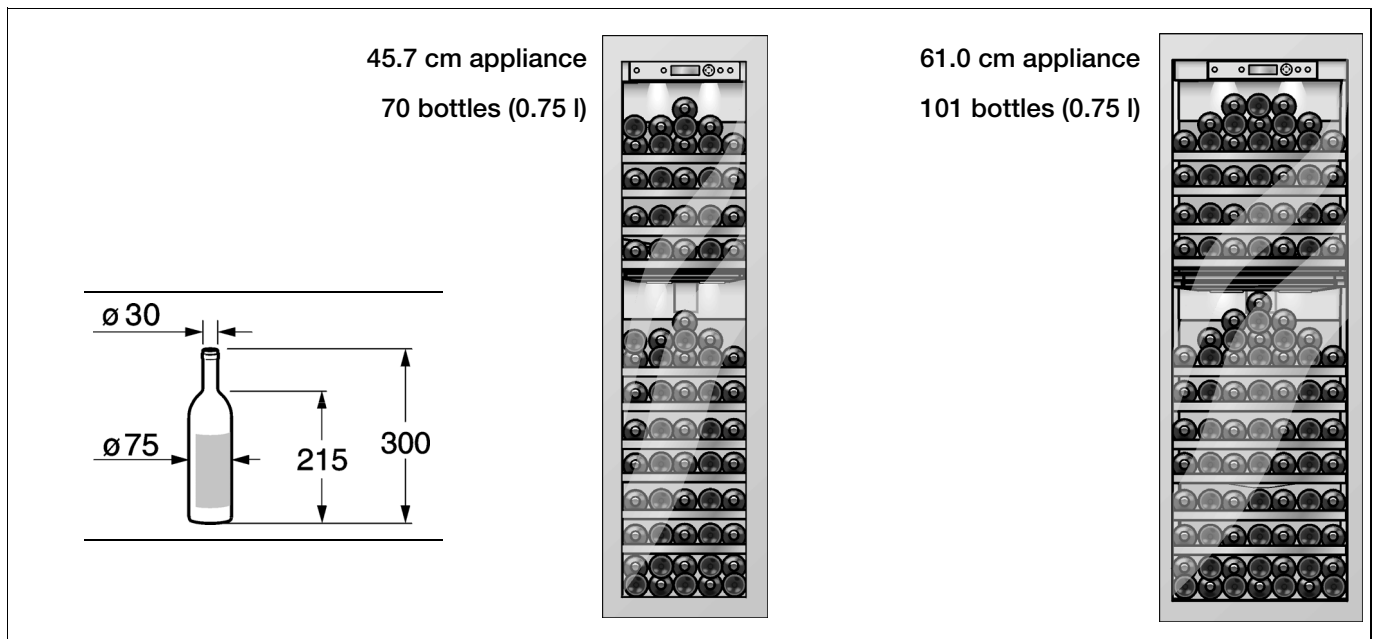 45.7 cm appliance
70 bottles (0.75 l)
61.0 cm appliance
101 bottles (0.75 l)
ø 30
ø 75
215
300